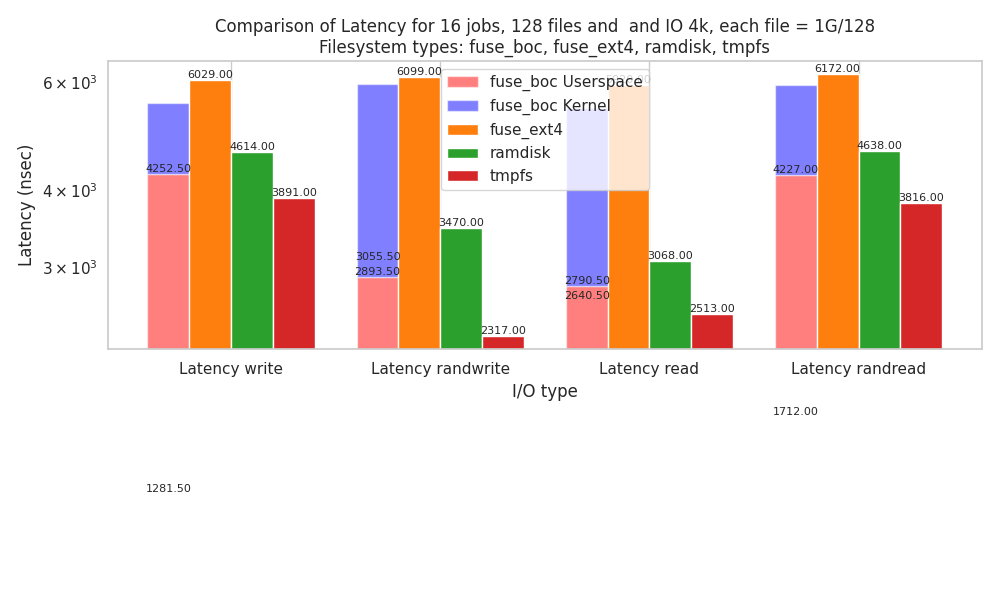 Comparison of Latency for 16 jobs, 128 files and  and IO 4k, each file = 1G/128
Filesystem types: fuse_boc, fuse_ext4, ramdisk, tmpfs
Latency (nsec)
6 × 10³
4 × 10³
3 × 10³
fuse_boc Userspace
fuse_boc Kernel
fuse_ext4
ramdisk
tmpfs
4252.50
6029.00
4614.00
3891.00
3055.50
2893.50
6099.00
3470.00
2317.00
2790.50
2640.50
3068.00
2513.00
4227.00
6172.00
4638.00
3816.00
Latency write
Latency randwrite
Latency read
Latency randread
I/O type
1712.00
1281.50